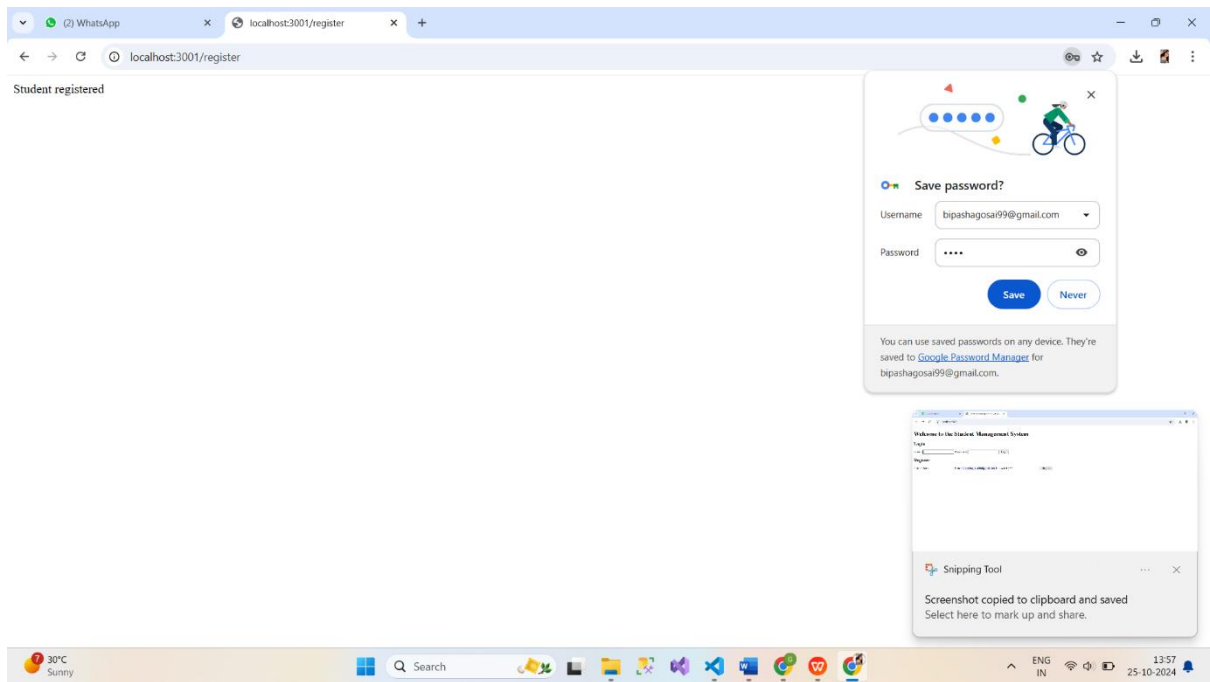 (2) WhatsApp
localhost:3001/register
localhost:3001/register
Student registered
Save password?
Username bipashagosai99@gmail.com
Password ••••
Save Never
You can use saved passwords on any device. They're
saved to Google Password Manager for
bipashagosai99@gmail.com.
Welcome to the Student Management System
Login
Register
Snipping Tool
Screenshot copied to clipboard and saved
Select here to mark up and share.
7
30°C
Sunny
Search
ENG
IN
13:57
25-10-2024